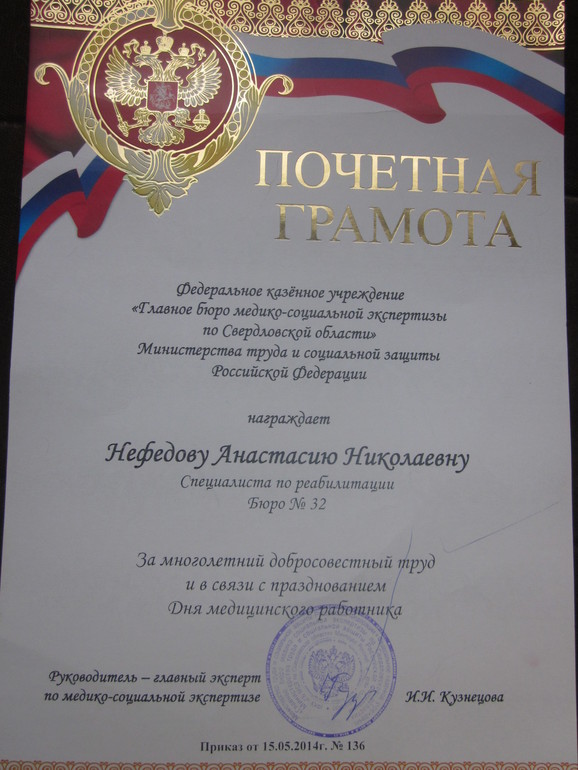 ПОЧЕТНАЯ
ГРАМОТА
Федеральное казённое учреждение
«Главное бюро медико-социальной экспертизы
по Свердловской области»
Министерства труда и социальной защиты
Российской Федерации
награждает
Нефедову Анастасию Николаевну
Специалиста по реабилитации
Бюро № 32
За многолетний добросовестный труд
и в связи с празднованием
Дня медицинского работника
Руководитель – главный эксперт
по медико-социальной экспертизе
И.И. Кузнецова
Приказ от 15.05.2014г. № 136